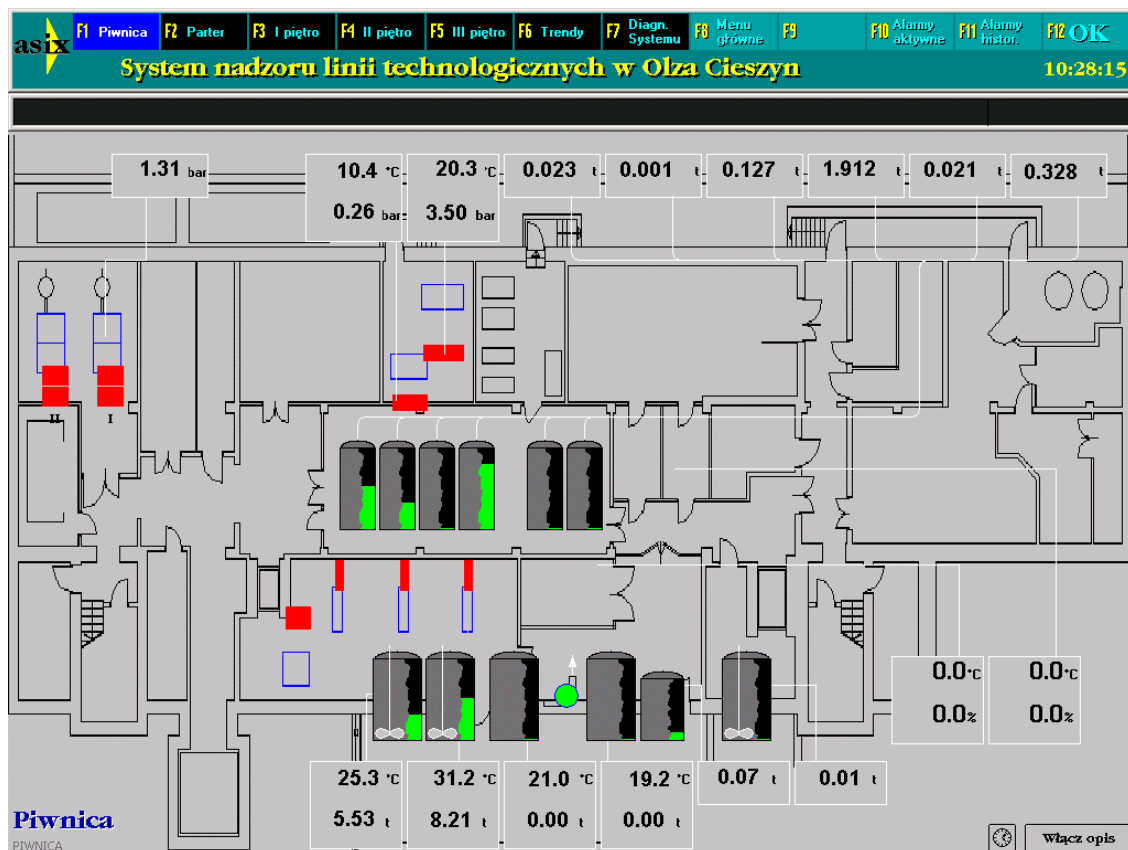 asix
F1 Piwnica F2 Parter F3 I piętro F4 II piętro F5 III piętro F6 Trendy F7 Diagn. Systemu F8 Menu główne F9 F10 Alarmy aktywne F11 Alarmy histor. F12 OK
System nadzoru linii technologicznych w Olza Cieszyn 10:28:15
1.31 bar 10.4 °C 20.3 °C 0.023 t 0.001 t 0.127 t 1.912 t 0.021 t 0.328 t
0.26 bar 3.50 bar
II I
0.0 °C 0.0 °C
0.0 % 0.0 %
25.3 °C 31.2 °C 21.0 °C 19.2 °C 0.07 t 0.01 t
5.53 t 8.21 t 0.00 t 0.00 t
Piwnica
PIWNICA
Włącz opis